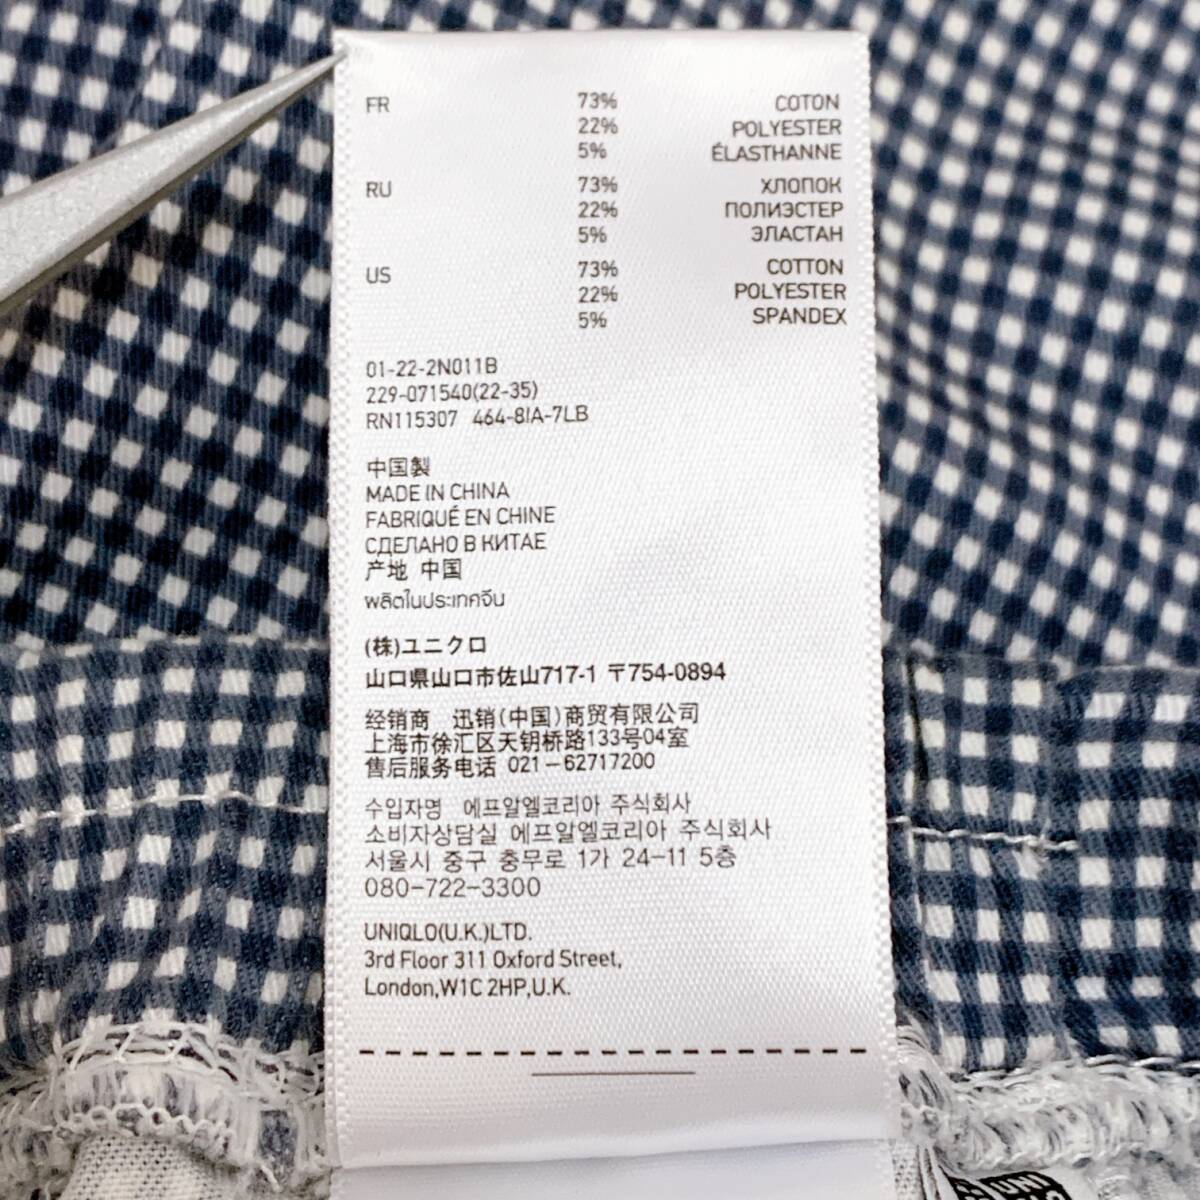 FR 73% COTON
22% POLYESTER
5% ÉLASTHANNE
RU 73% ХЛОПОК
22% ПОЛИЭСТЕР
5% ЭЛАСТАН
US 73% COTTON
22% POLYESTER
5% SPANDEX
01-22-2N011B
229-071540(22-35)
RN115307 464-8IA-7LB
中国製
MADE IN CHINA
FABRIQUÉ EN CHINE
СДЕЛАНО В КИТАЕ
产地 中国
ผลิตในประเทศจีน
(株)ユニクロ
山口県山口市佐山717-1 〒754-0894
经销商 迅销(中国)商贸有限公司
上海市徐汇区天钥桥路133号04室
售后服务电话 021-62717200
수입자명 에프알엘코리아 주식회사
소비자상담실 에프알엘코리아 주식회사
서울시 중구 충무로 1가 24-11 5층
080-722-3300
UNIQLO(U.K.)LTD.
3rd Floor 311 Oxford Street,
London,W1C 2HP,U.K.